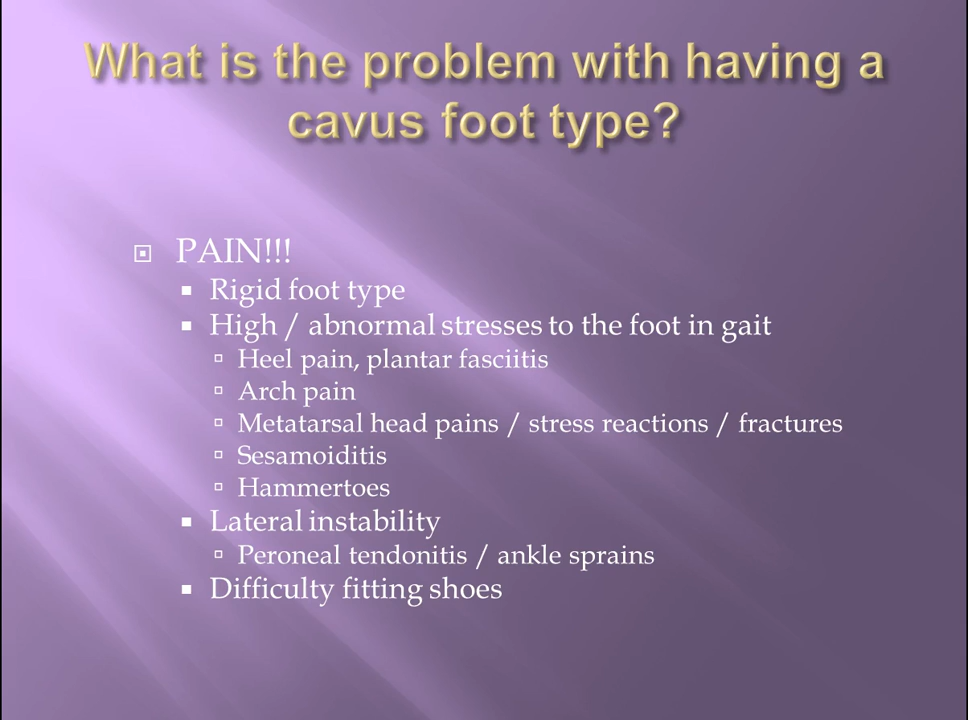 What is the problem with having a
cavus foot type?
PAIN!!!
Rigid foot type
High / abnormal stresses to the foot in gait
Heel pain, plantar fasciitis
Arch pain
Metatarsal head pains / stress reactions / fractures
Sesamoiditis
Hammertoes
Lateral instability
Peroneal tendonitis / ankle sprains
Difficulty fitting shoes